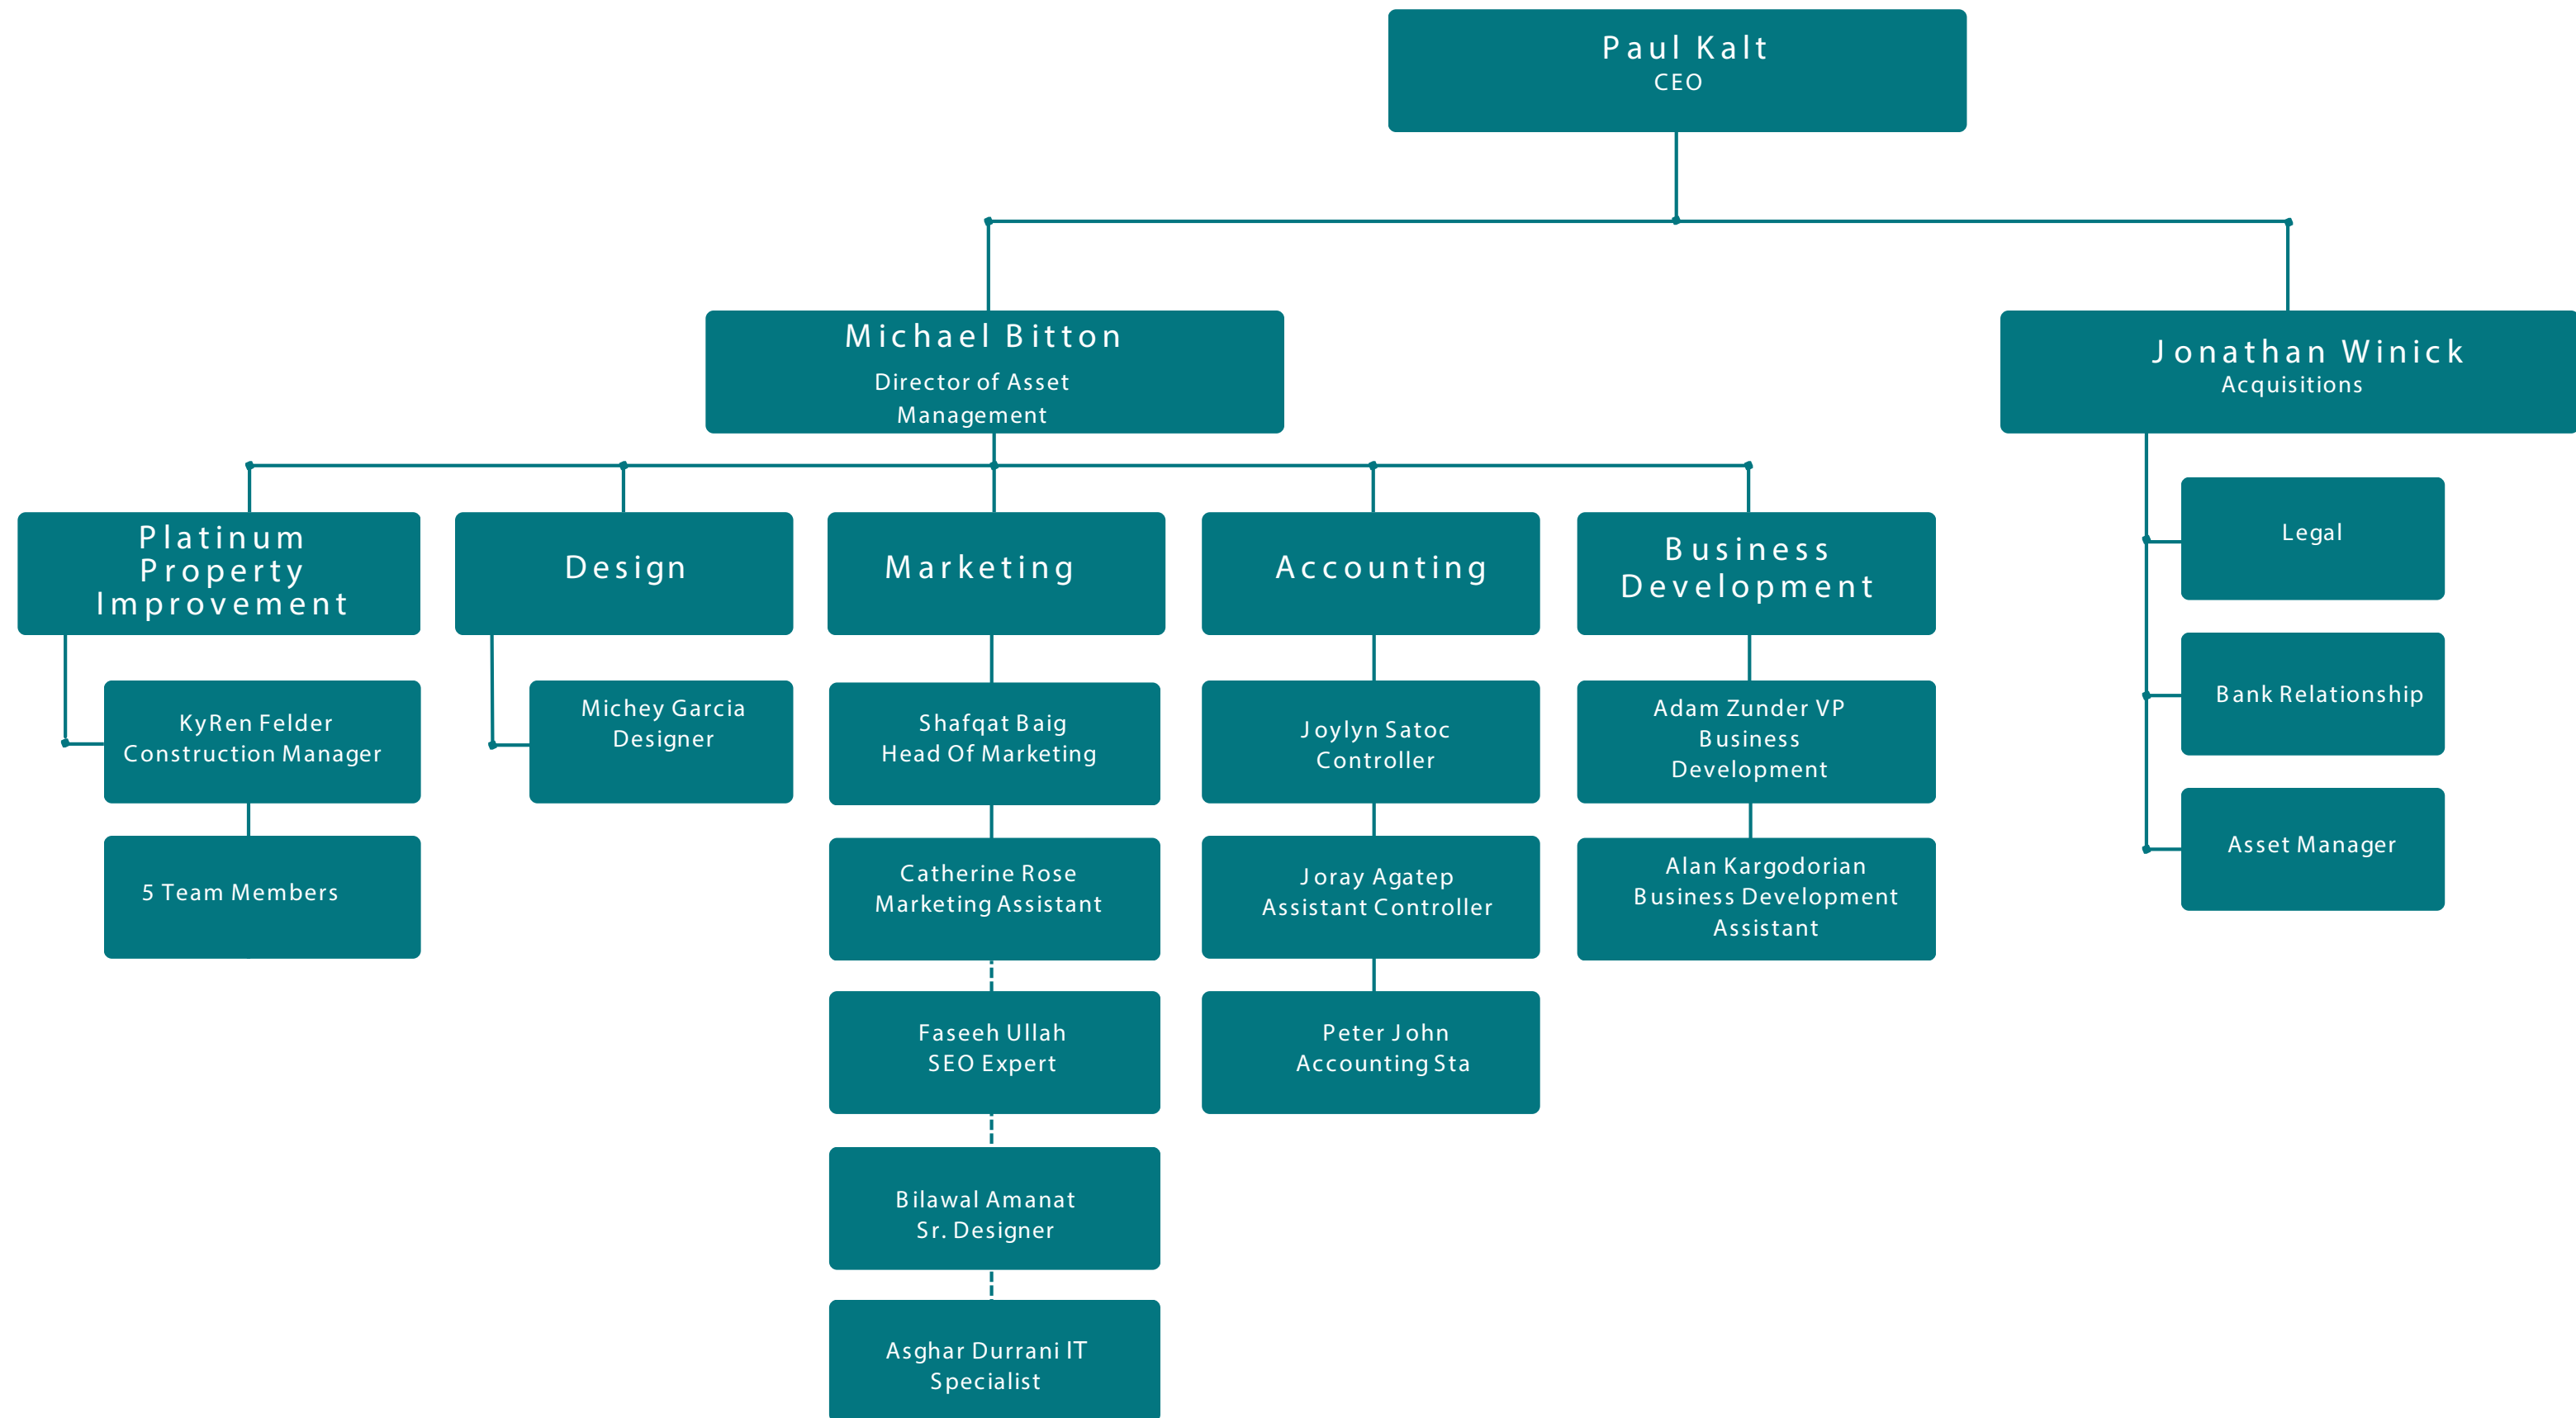 Paul Kalt
CEO
Michael Bitton
Director of Asset
Management
Jonathan Winick
Acquisitions
Platinum
Property
Improvement
Design
Marketing
Accounting
Business
Development
Legal
Bank Relationship
Asset Manager
KyRen Felder
Construction Manager
5 Team Members
Michey Garcia
Designer
Shafqat Baig
Head Of Marketing
Catherine Rose
Marketing Assistant
Faseeh Ullah
SEO Expert
Bilawal Amanat
Sr. Designer
Asghar Durrani IT
Specialist
Joylyn Satoc
Controller
Joray Agatep
Assistant Controller
Peter John
Accounting Sta
Adam Zunder VP
Business
Development
Alan Kargodorian
Business Development
Assistant